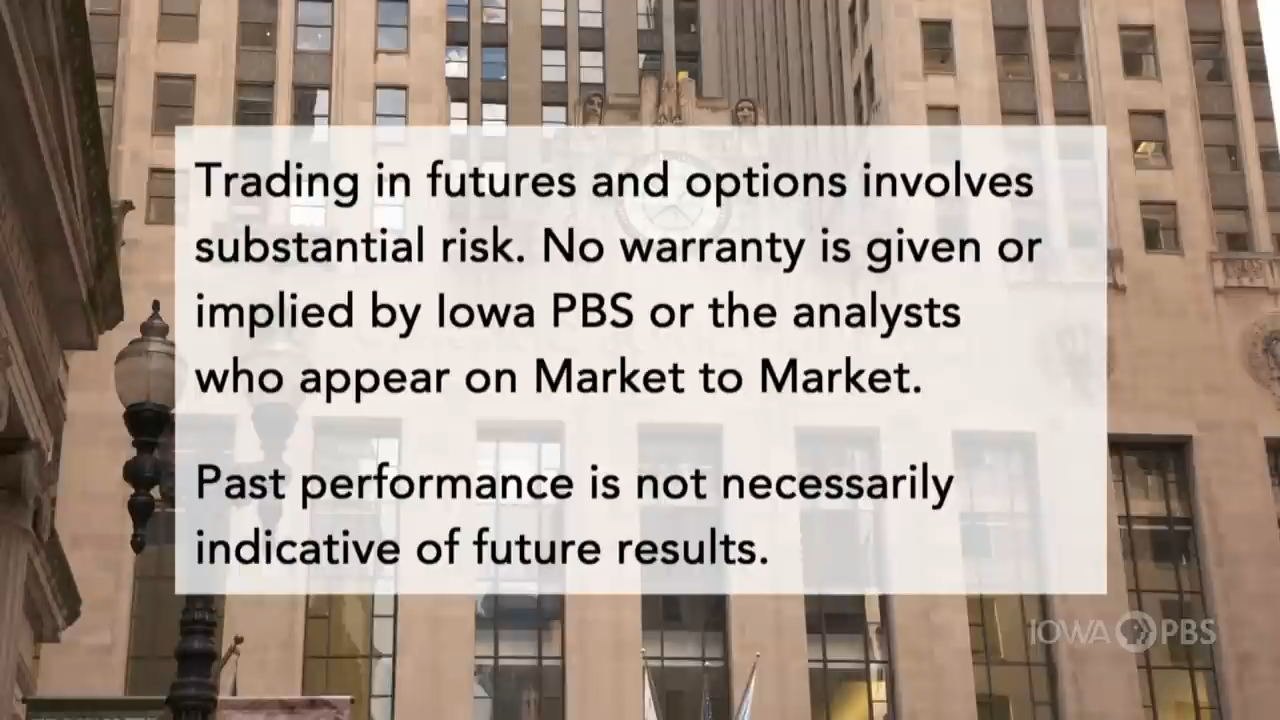 Trading in futures and options involves
substantial risk. No warranty is given or
implied by Iowa PBS or the analysts
who appear on Market to Market.
Past performance is not necessarily
indicative of future results.
IOWA PBS